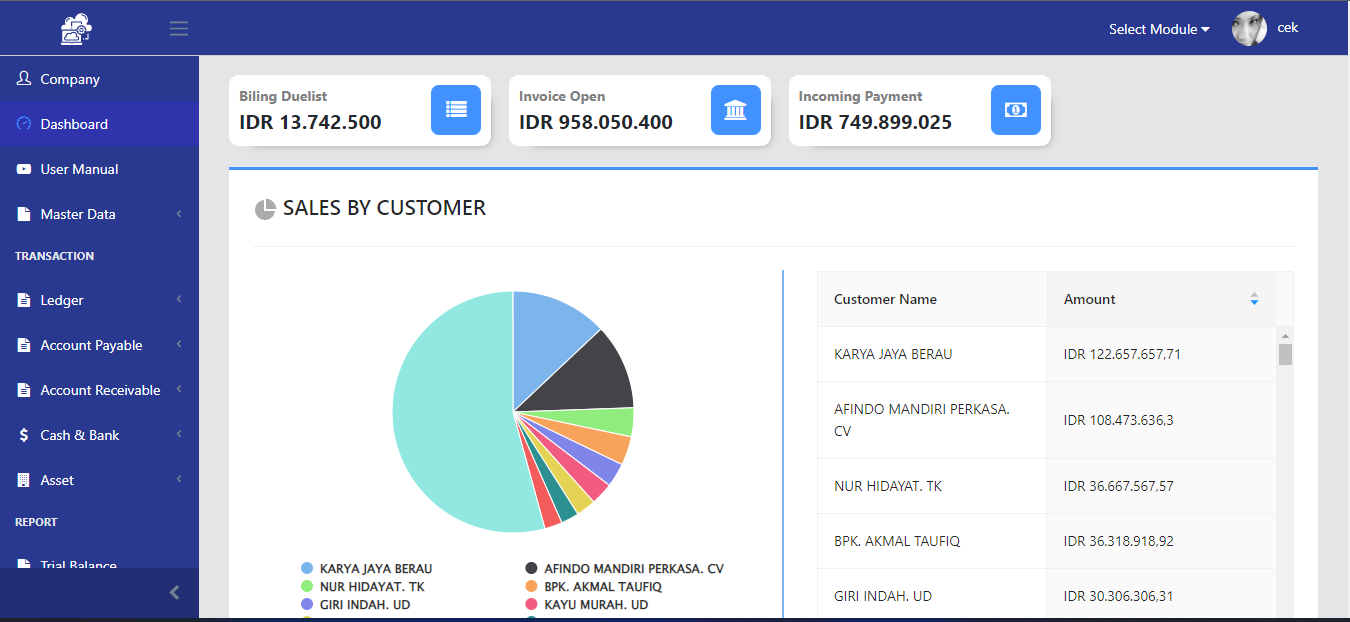 Select Module
cek
Company
Dashboard
User Manual
Master Data
TRANSACTION
Ledger
Account Payable
Account Receivable
Cash & Bank
Asset
REPORT
Trial Balance
Biling Duelist
IDR 13.742.500
Invoice Open
IDR 958.050.400
Incoming Payment
IDR 749.899.025
SALES BY CUSTOMER
KARYA JAYA BERAU
AFINDO MANDIRI PERKASA. CV
NUR HIDAYAT. TK
BPK. AKMAL TAUFIQ
GIRI INDAH. UD
KAYU MURAH. UD
Customer Name
Amount
KARYA JAYA BERAU
IDR 122.657.657,71
AFINDO MANDIRI PERKASA.
CV
IDR 108.473.636,3
NUR HIDAYAT. TK
IDR 36.667.567,57
BPK. AKMAL TAUFIQ
IDR 36.318.918,92
GIRI INDAH. UD
IDR 30.306.306,31